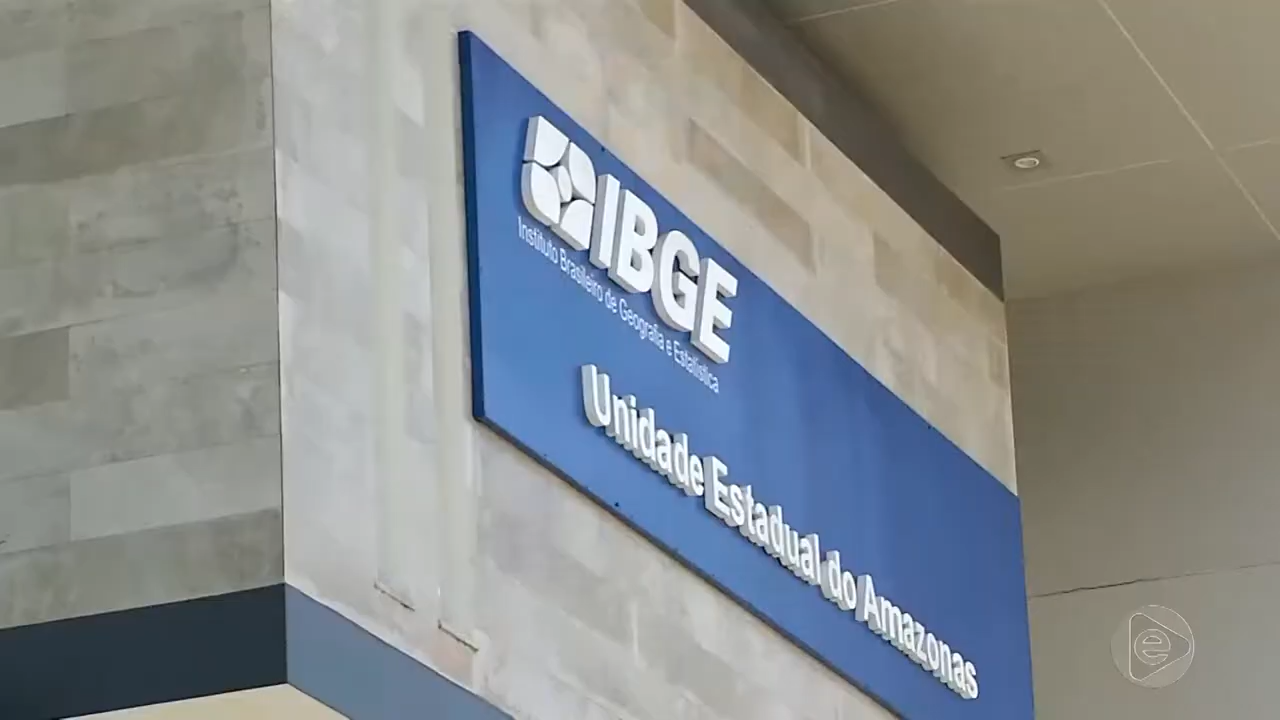 IBGE
Instituto Brasileiro de Geografia e Estatística
Unidade Estadual do Amazonas
e